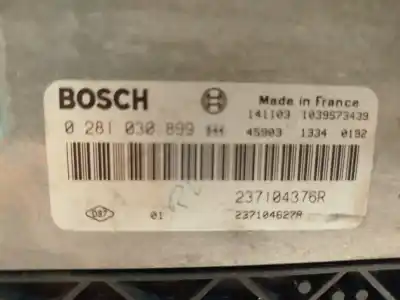 BOSCH
Made in France
141103 1039S73439
0 281 030 899
45903 1334 0192
237104376R
01
237104627R